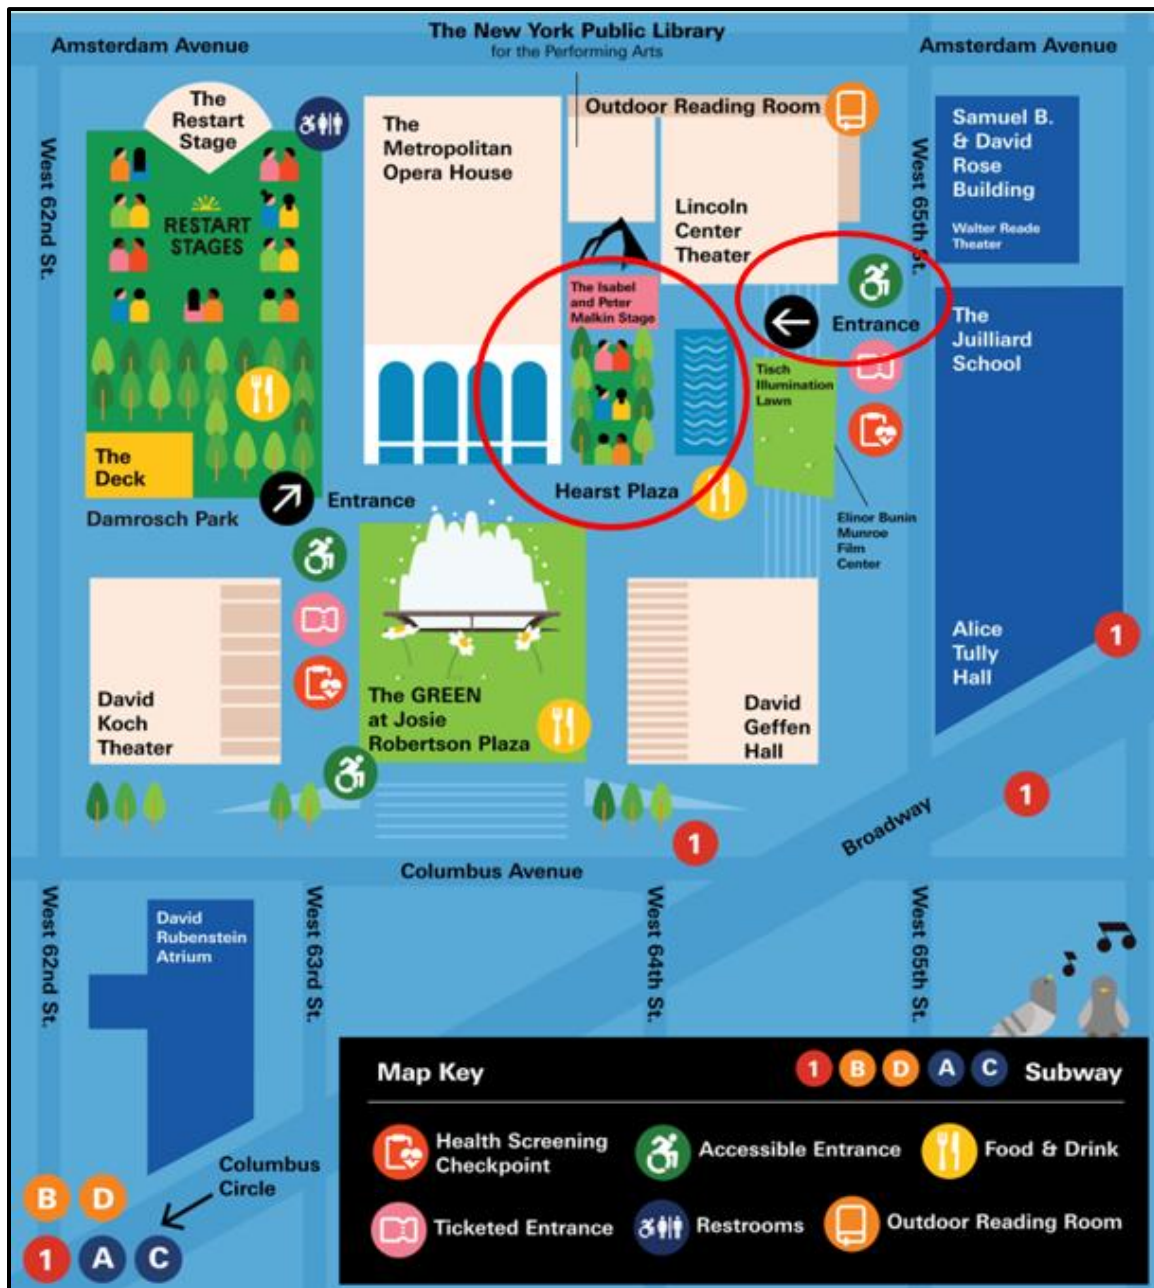 The New York Public Library
for the Performing Arts
Amsterdam Avenue
Amsterdam Avenue
The
Restart
Stage
The
Metropolitan
Opera House
Outdoor Reading Room
Samuel B.
& David
Rose
Building
Walter Reade
Theater
West 62nd St.
West 65th St.
RESTART
STAGES
Lincoln
Center
Theater
The Isabel
and Peter
Malkin Stage
Entrance
The
Juilliard
School
Tisch
Illumination
Lawn
The
Deck
Hearst Plaza
Entrance
Damrosch Park
Elinor Bunin
Munroe
Film
Center
Alice
Tully
Hall
1
David
Koch
Theater
The GREEN
at Josie
Robertson Plaza
David
Geffen
Hall
1
1
Broadway
Columbus Avenue
West 62nd St.
David
Rubenstein
Atrium
West 63rd St.
West 64th St.
West 65th St.
Map Key
1 B D A C Subway
Health Screening
Checkpoint
Accessible Entrance
Food & Drink
Ticketed Entrance
Restrooms
Outdoor Reading Room
Columbus
Circle
B D
1 A C